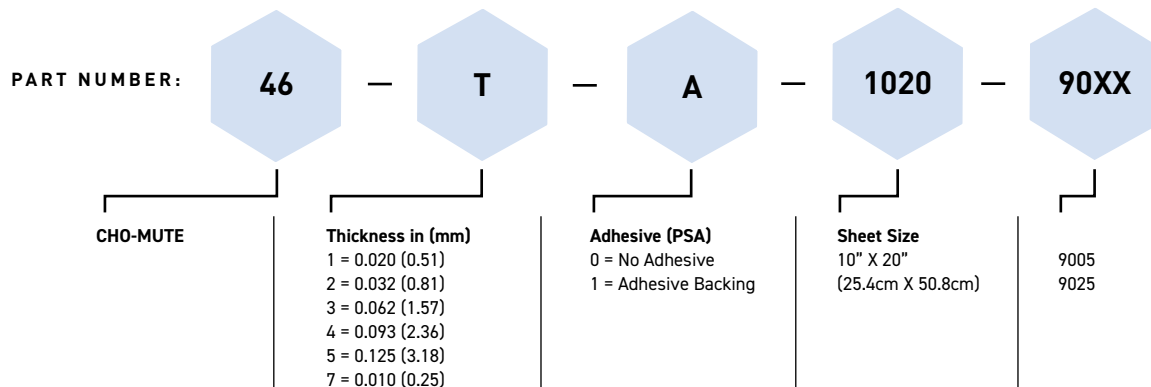 PART NUMBER: 46 — T — A — 1020 — 90XX
CHO-MUTE
Thickness in (mm)
1 = 0.020 (0.51)
2 = 0.032 (0.81)
3 = 0.062 (1.57)
4 = 0.093 (2.36)
5 = 0.125 (3.18)
7 = 0.010 (0.25)
Adhesive (PSA)
0 = No Adhesive
1 = Adhesive Backing
Sheet Size
10” X 20”
(25.4cm X 50.8cm)
9005
9025